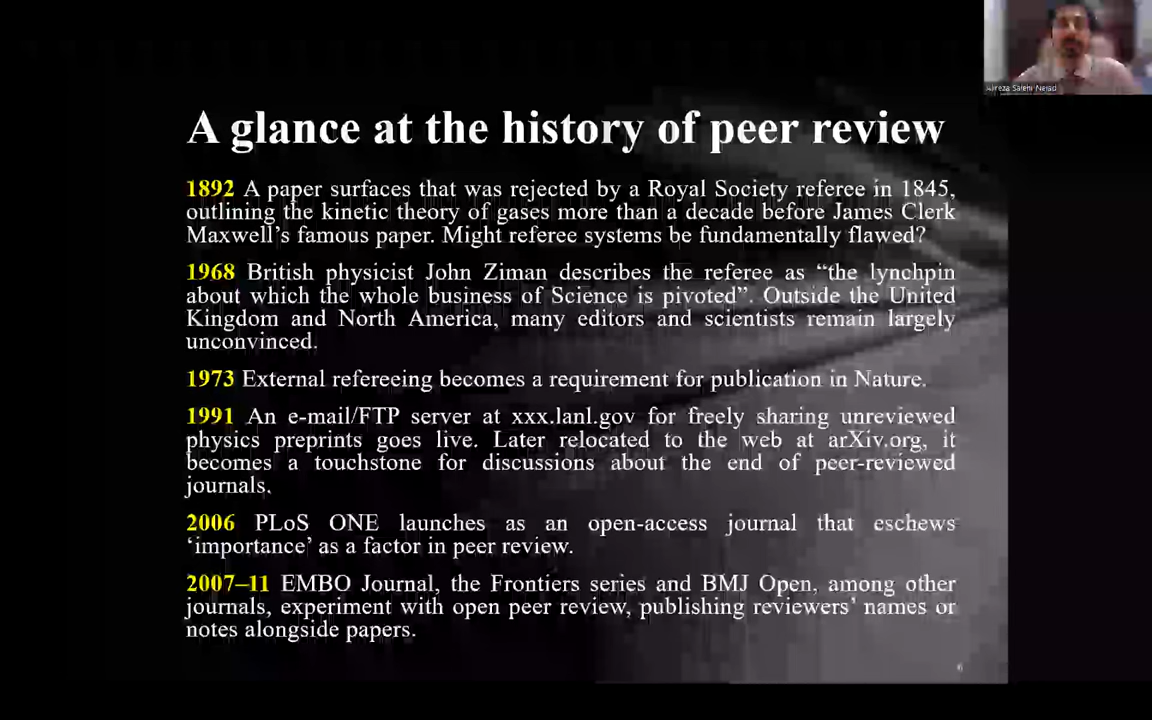 Alireza Salehi Nejad
A glance at the history of peer review
1892 A paper surfaces that was rejected by a Royal Society referee in 1845,
outlining the kinetic theory of gases more than a decade before James Clerk
Maxwell’s famous paper. Might referee systems be fundamentally flawed?
1968 British physicist John Ziman describes the referee as “the lynchpin
about which the whole business of Science is pivoted”. Outside the United
Kingdom and North America, many editors and scientists remain largely
unconvinced.
1973 External refereeing becomes a requirement for publication in Nature.
1991 An e-mail/FTP server at xxx.lanl.gov for freely sharing unreviewed
physics preprints goes live. Later relocated to the web at arXiv.org, it
becomes a touchstone for discussions about the end of peer-reviewed
journals.
2006 PLoS ONE launches as an open-access journal that eschews
‘importance’ as a factor in peer review.
2007–11 EMBO Journal, the Frontiers series and BMJ Open, among other
journals, experiment with open peer review, publishing reviewers’ names or
notes alongside papers.
6